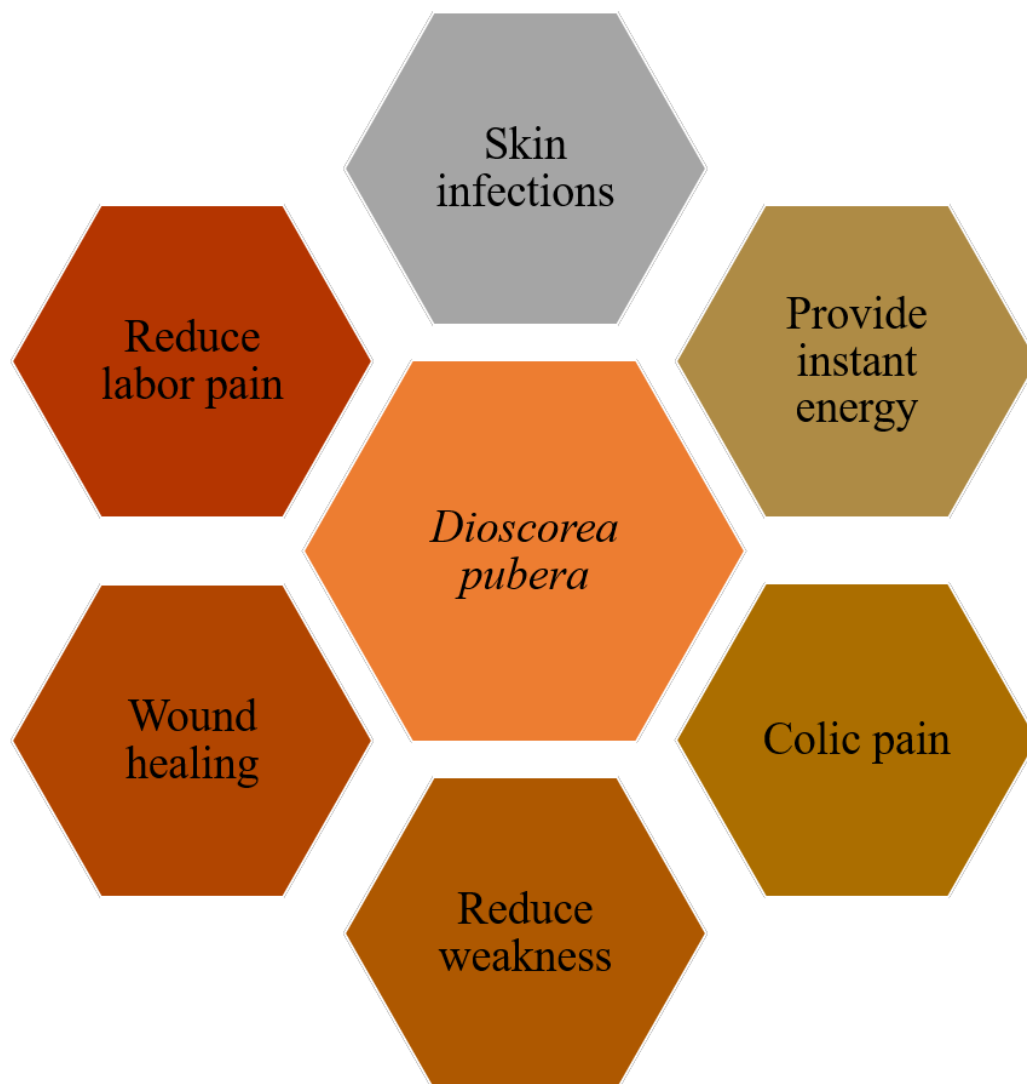 Skin
infections
Reduce
labor pain
Provide
instant
energy
Dioscorea
pubera
Wound
healing
Colic pain
Reduce
weakness